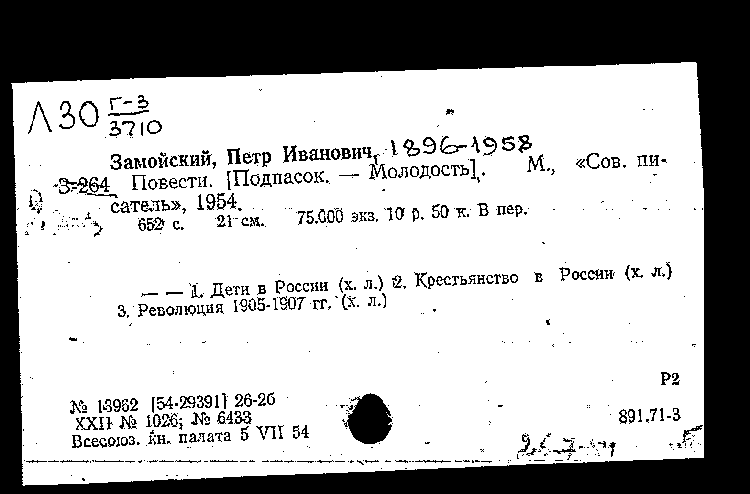 Л30 Г-3
3710
Замойский, Петр Иванович, 1896-1958
З-264 Повести. [Подпасок. — Молодость]. М., «Сов. пи-
сатель», 1954.
652 с. 21 см. 75.000 экз. 10 р. 50 к. В пер.
— — 1. Дети в России (х. л.) 2. Крестьянство в России (х. л.)
3. Революция 1905-1907 гг. (х. л.)
Р2
№ 13962 [54-29391] 26-26
XXII № 1026; № 6433
891.71-3
Всесоюз. кн. палата 5 VII 54